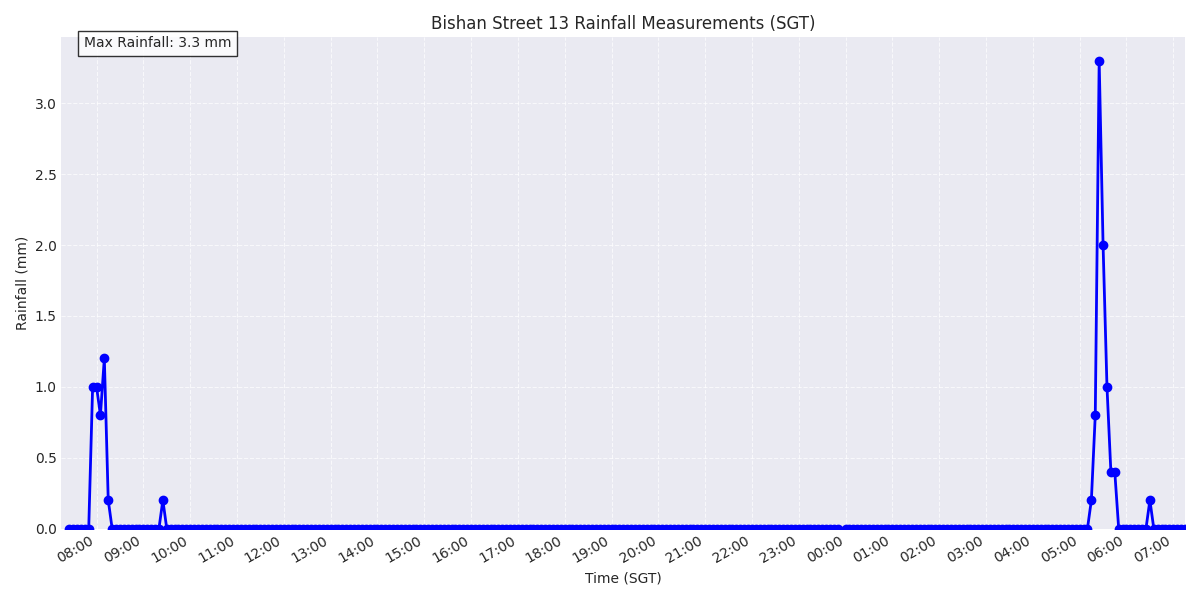 Bishan Street 13 Rainfall Measurements (SGT)
Max Rainfall: 3.3 mm
Rainfall (mm)
3.0
2.5
2.0
1.5
1.0
0.5
0.0
08:00 09:00 10:00 11:00 12:00 13:00 14:00 15:00 16:00 17:00 18:00 19:00 20:00 21:00 22:00 23:00 00:00 01:00 02:00 03:00 04:00 05:00 06:00 07:00
Time (SGT)